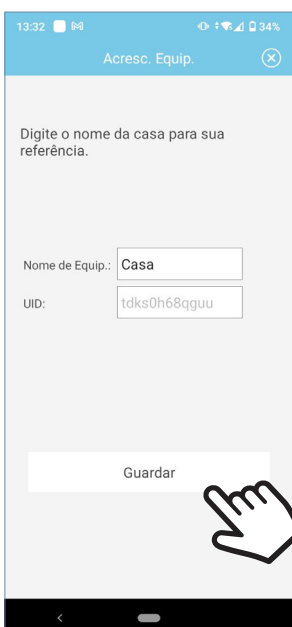 13:32 34%
Acresc. Equip.
Digite o nome da casa para sua
referência.
Nome de Equip.: Casa
UID: tdks0h68qguu
Guardar